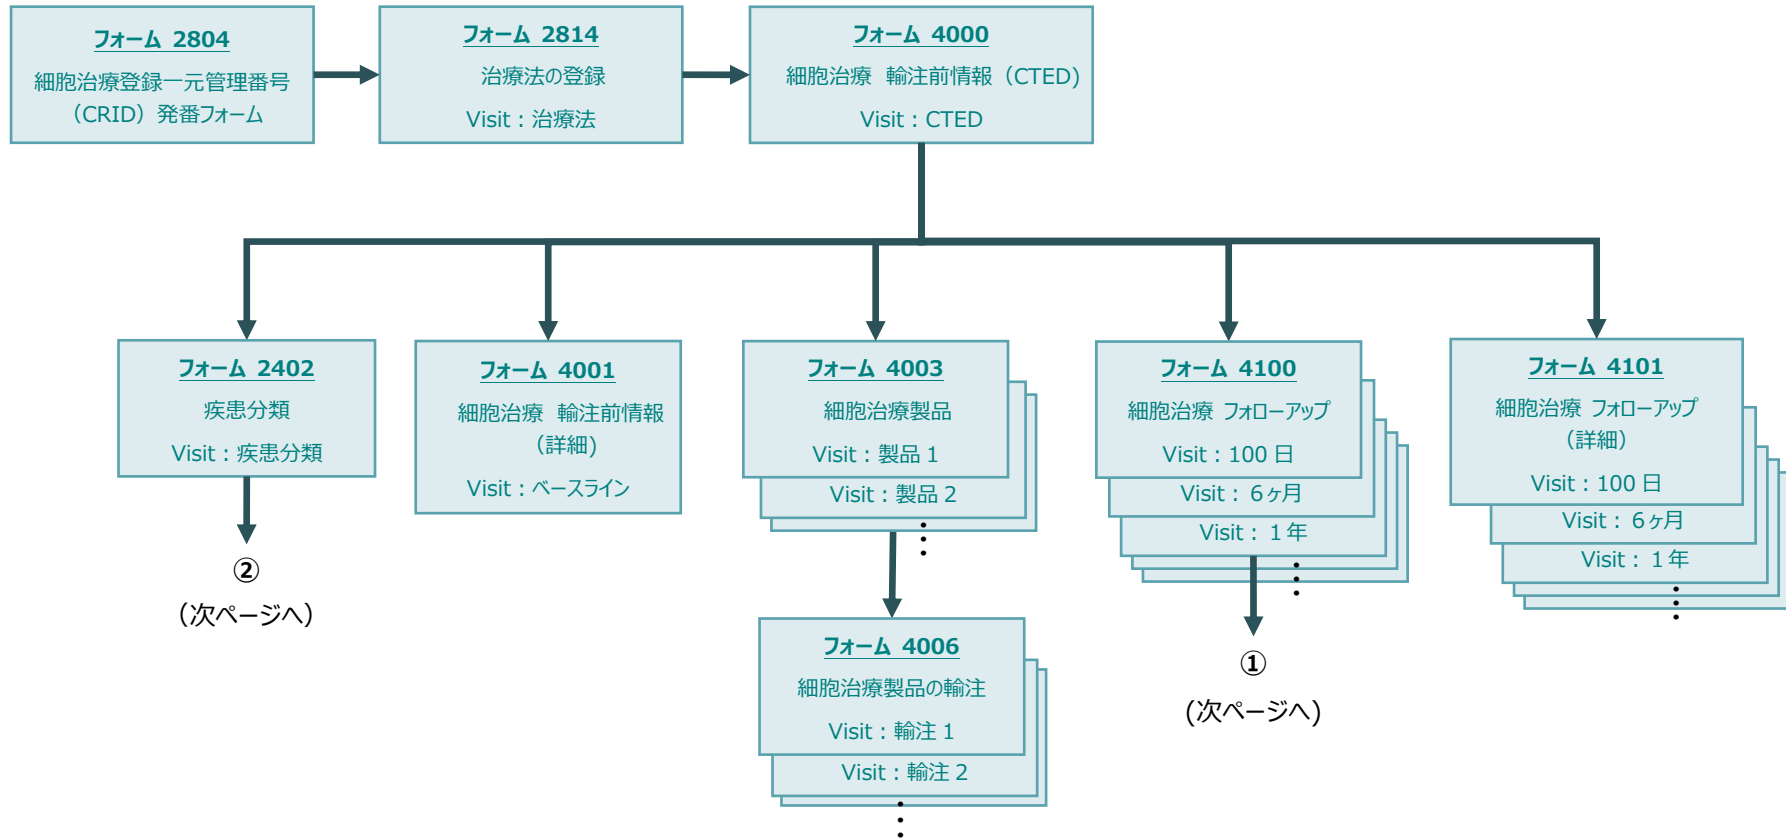 フォーム 2804
細胞治療登録一元管理番号
（CRID）発番フォーム
フォーム 2814
治療法の登録
Visit：治療法
フォーム 4000
細胞治療 輸注前情報（CTED)
Visit：CTED
フォーム 2402
疾患分類
Visit：疾患分類
②
（次ページへ）
フォーム 4001
細胞治療 輸注前情報
（詳細)
Visit：ベースライン
フォーム 4003
細胞治療製品
Visit：製品 1
Visit：製品 2
⋮
フォーム 4006
細胞治療製品の輸注
Visit：輸注 1
Visit：輸注 2
⋮
フォーム 4100
細胞治療 フォローアップ
Visit：100 日
Visit：6ヶ月
Visit：1 年
⋮
①
(次ページへ)
フォーム 4101
細胞治療 フォローアップ
（詳細）
Visit：100 日
Visit：6ヶ月
Visit：1 年
⋮